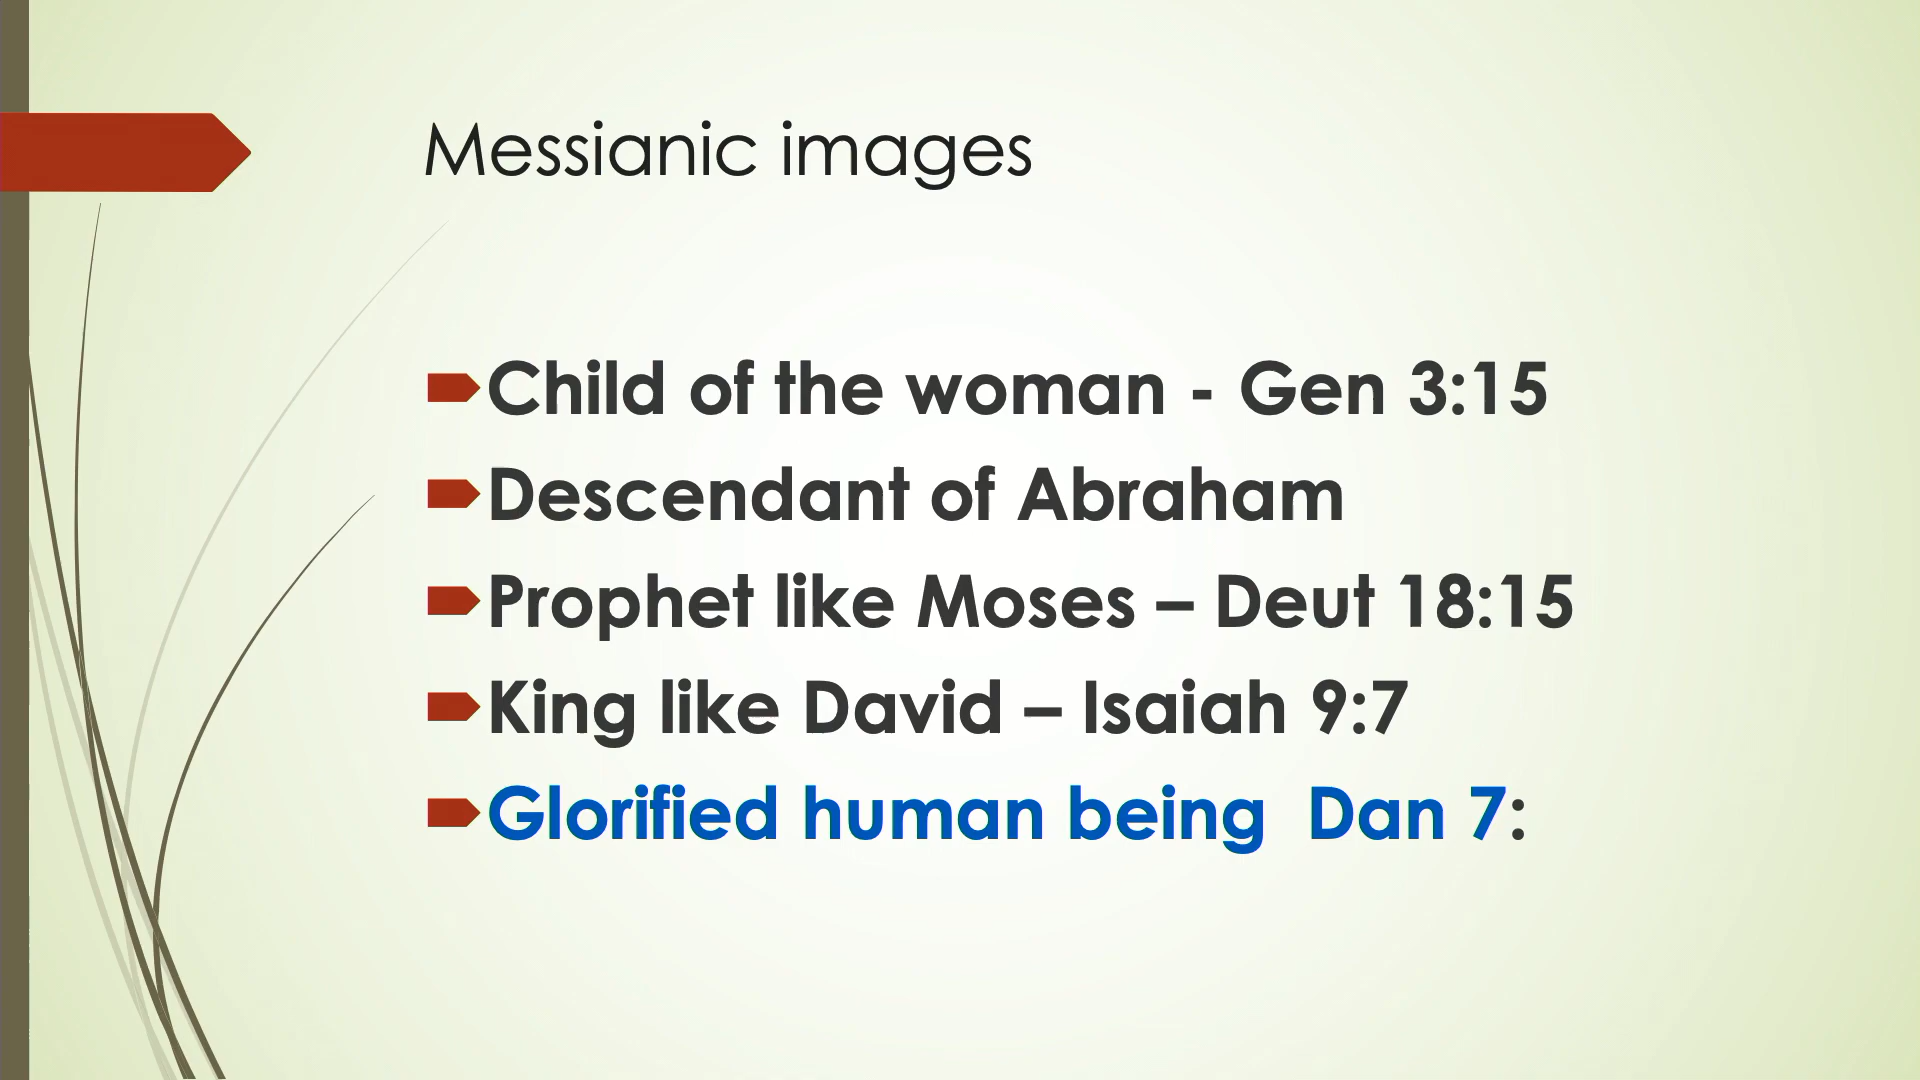 Messianic images
Child of the woman - Gen 3:15
Descendant of Abraham
Prophet like Moses – Deut 18:15
King like David – Isaiah 9:7
Glorified human being  Dan 7: